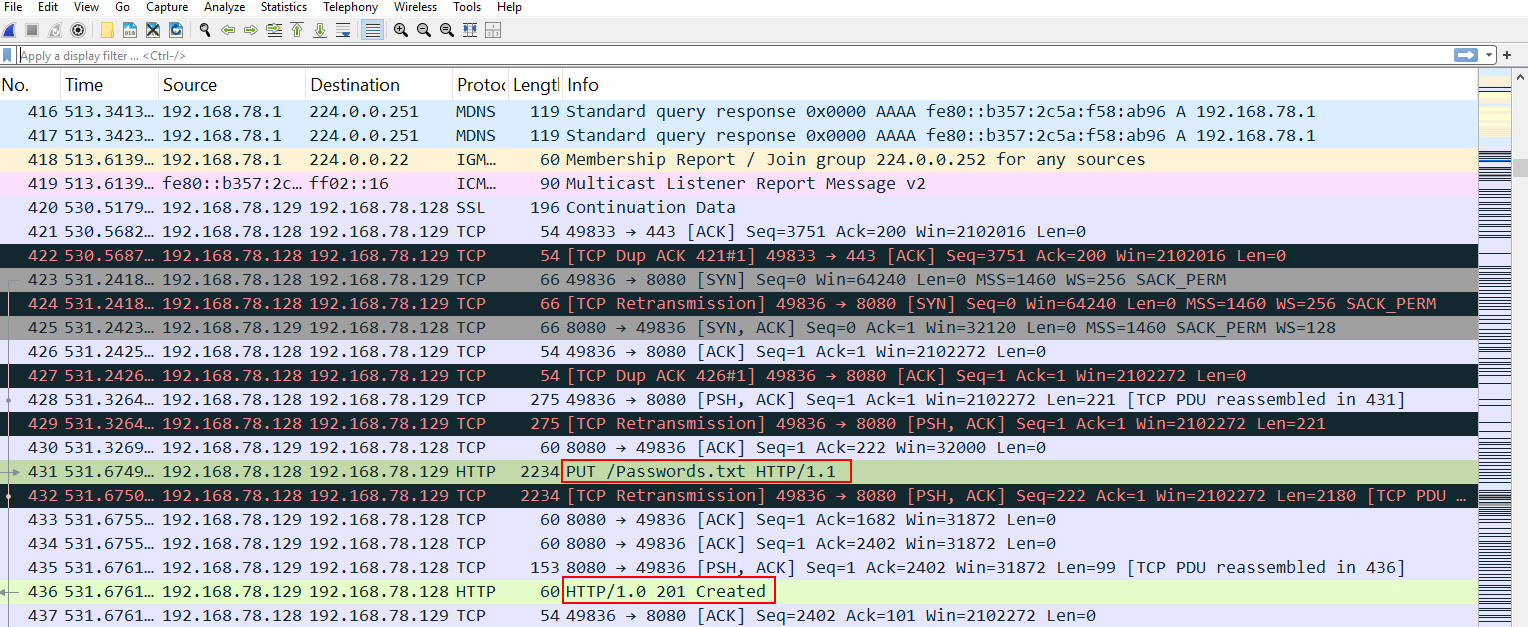 File Edit View Go Capture Analyze Statistics Telephony Wireless Tools Help
Apply a display filter ... <Ctrl-/>
No. Time Source Destination Protoc Length Info
416 513.3413… 192.168.78.1 224.0.0.251 MDNS 119 Standard query response 0x0000 AAAA fe80::b357:2c5a:f58:ab96 A 192.168.78.1
417 513.3423… 192.168.78.1 224.0.0.251 MDNS 119 Standard query response 0x0000 AAAA fe80::b357:2c5a:f58:ab96 A 192.168.78.1
418 513.6139… 192.168.78.1 224.0.0.22 IGM… 60 Membership Report / Join group 224.0.0.252 for any sources
419 513.6139… fe80::b357:2c… ff02::16 ICM… 90 Multicast Listener Report Message v2
420 530.5179… 192.168.78.129 192.168.78.128 SSL 196 Continuation Data
421 530.5682… 192.168.78.128 192.168.78.129 TCP 54 49833 → 443 [ACK] Seq=3751 Ack=200 Win=2102016 Len=0
422 530.5687… 192.168.78.128 192.168.78.129 TCP 54 [TCP Dup ACK 421#1] 49833 → 443 [ACK] Seq=3751 Ack=200 Win=2102016 Len=0
423 531.2418… 192.168.78.128 192.168.78.129 TCP 66 49836 → 8080 [SYN] Seq=0 Win=64240 Len=0 MSS=1460 WS=256 SACK_PERM
424 531.2418… 192.168.78.128 192.168.78.129 TCP 66 [TCP Retransmission] 49836 → 8080 [SYN] Seq=0 Win=64240 Len=0 MSS=1460 WS=256 SACK_PERM
425 531.2423… 192.168.78.129 192.168.78.128 TCP 66 8080 → 49836 [SYN, ACK] Seq=0 Ack=1 Win=32120 Len=0 MSS=1460 SACK_PERM WS=128
426 531.2425… 192.168.78.128 192.168.78.129 TCP 54 49836 → 8080 [ACK] Seq=1 Ack=1 Win=2102272 Len=0
427 531.2426… 192.168.78.128 192.168.78.129 TCP 54 [TCP Dup ACK 426#1] 49836 → 8080 [ACK] Seq=1 Ack=1 Win=2102272 Len=0
428 531.3264… 192.168.78.128 192.168.78.129 TCP 275 49836 → 8080 [PSH, ACK] Seq=1 Ack=1 Win=2102272 Len=221 [TCP PDU reassembled in 431]
429 531.3264… 192.168.78.128 192.168.78.129 TCP 275 [TCP Retransmission] 49836 → 8080 [PSH, ACK] Seq=1 Ack=1 Win=2102272 Len=221
430 531.3269… 192.168.78.129 192.168.78.128 TCP 60 8080 → 49836 [ACK] Seq=1 Ack=222 Win=32000 Len=0
431 531.6749… 192.168.78.128 192.168.78.129 HTTP 2234 PUT /Passwords.txt HTTP/1.1
432 531.6750… 192.168.78.128 192.168.78.129 TCP 2234 [TCP Retransmission] 49836 → 8080 [PSH, ACK] Seq=222 Ack=1 Win=2102272 Len=2180 [TCP PDU …
433 531.6755… 192.168.78.129 192.168.78.128 TCP 60 8080 → 49836 [ACK] Seq=1 Ack=1682 Win=31872 Len=0
434 531.6755… 192.168.78.129 192.168.78.128 TCP 60 8080 → 49836 [ACK] Seq=1 Ack=2402 Win=31872 Len=0
435 531.6761… 192.168.78.129 192.168.78.128 TCP 153 8080 → 49836 [PSH, ACK] Seq=1 Ack=2402 Win=31872 Len=99 [TCP PDU reassembled in 436]
436 531.6761… 192.168.78.129 192.168.78.128 HTTP 60 HTTP/1.0 201 Created
437 531.6761… 192.168.78.128 192.168.78.129 TCP 54 49836 → 8080 [ACK] Seq=2402 Ack=101 Win=2102272 Len=0